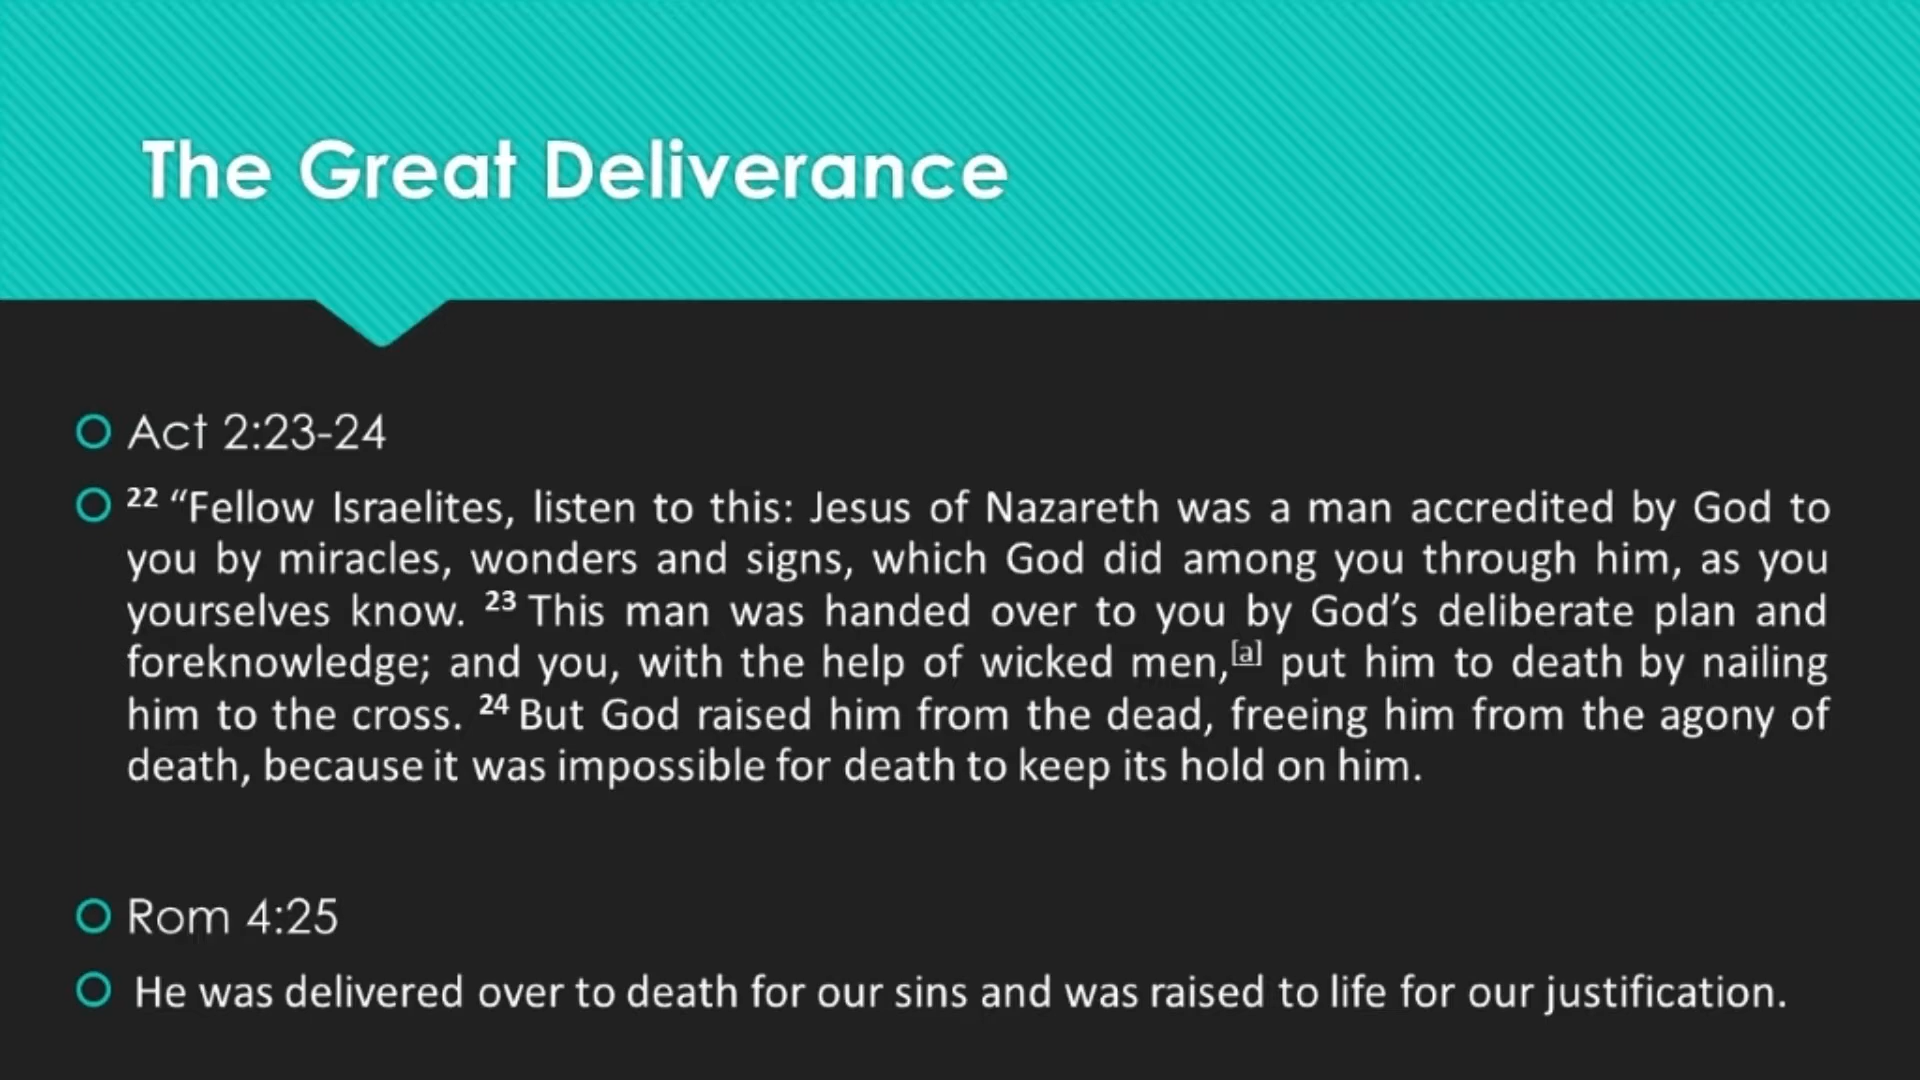 The Great Deliverance
Act 2:23-24
22 “Fellow Israelites, listen to this: Jesus of Nazareth was a man accredited by God to
you by miracles, wonders and signs, which God did among you through him, as you
yourselves know. 23 This man was handed over to you by God’s deliberate plan and
foreknowledge; and you, with the help of wicked men,[a] put him to death by nailing
him to the cross. 24 But God raised him from the dead, freeing him from the agony of
death, because it was impossible for death to keep its hold on him.
Rom 4:25
He was delivered over to death for our sins and was raised to life for our justification.